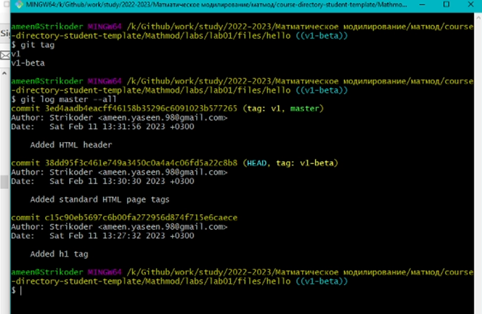 MINGW64:/k/Github/work/study/2022-2023/Матматическое моделирование/матмод/course-directory-student-template/Mathmod/
ameen@Strikoder MINGW64 /k/Github/work/study/2022-2023/Матматическое моделирование/матмод/course
-directory-student-template/Mathmod/labs/lab01/files/hello ((v1-beta))
$ git tag
v1
v1-beta
ameen@Strikoder MINGW64 /k/Github/work/study/2022-2023/Матматическое моделирование/матмод/course
-directory-student-template/Mathmod/labs/lab01/files/hello ((v1-beta))
$ git log master --all
commit 3ed4aadb4eacff46158b35296c6091023b577265 (tag: v1, master)
Author: Strikoder <ameen.yaseen.98@gmail.com>
Date: Sat Feb 11 13:31:56 2023 +0300
Added HTML header
commit 38dd95f3c461e749a3450c0a4a4c06fd5a22c8b8 (HEAD, tag: v1-beta)
Author: Strikoder <ameen.yaseen.98@gmail.com>
Date: Sat Feb 11 13:30:30 2023 +0300
Added standard HTML page tags
commit c15c90eb5697c6b00fa272956d874f715e6caece
Author: Strikoder <ameen.yaseen.98@gmail.com>
Date: Sat Feb 11 13:27:32 2023 +0300
Added h1 tag
ameen@Strikoder MINGW64 /k/Github/work/study/2022-2023/Матматическое моделирование/матмод/course
-directory-student-template/Mathmod/labs/lab01/files/hello ((v1-beta))
$